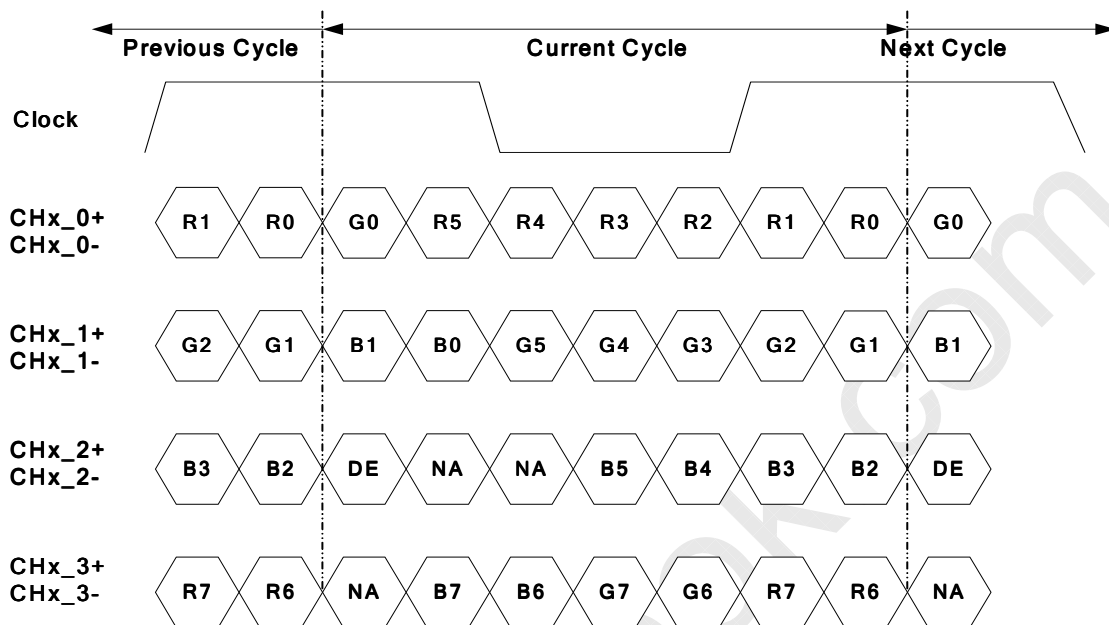 Previous Cycle Current Cycle Next Cycle
Clock
CHx_0+
CHx_0-
R1 R0 G0 R5 R4 R3 R2 R1 R0 G0
CHx_1+
CHx_1-
G2 G1 B1 B0 G5 G4 G3 G2 G1 B1
CHx_2+
CHx_2-
B3 B2 DE NA NA B5 B4 B3 B2 DE
CHx_3+
CHx_3-
R7 R6 NA B7 B6 G7 G6 R7 R6 NA
ok.com